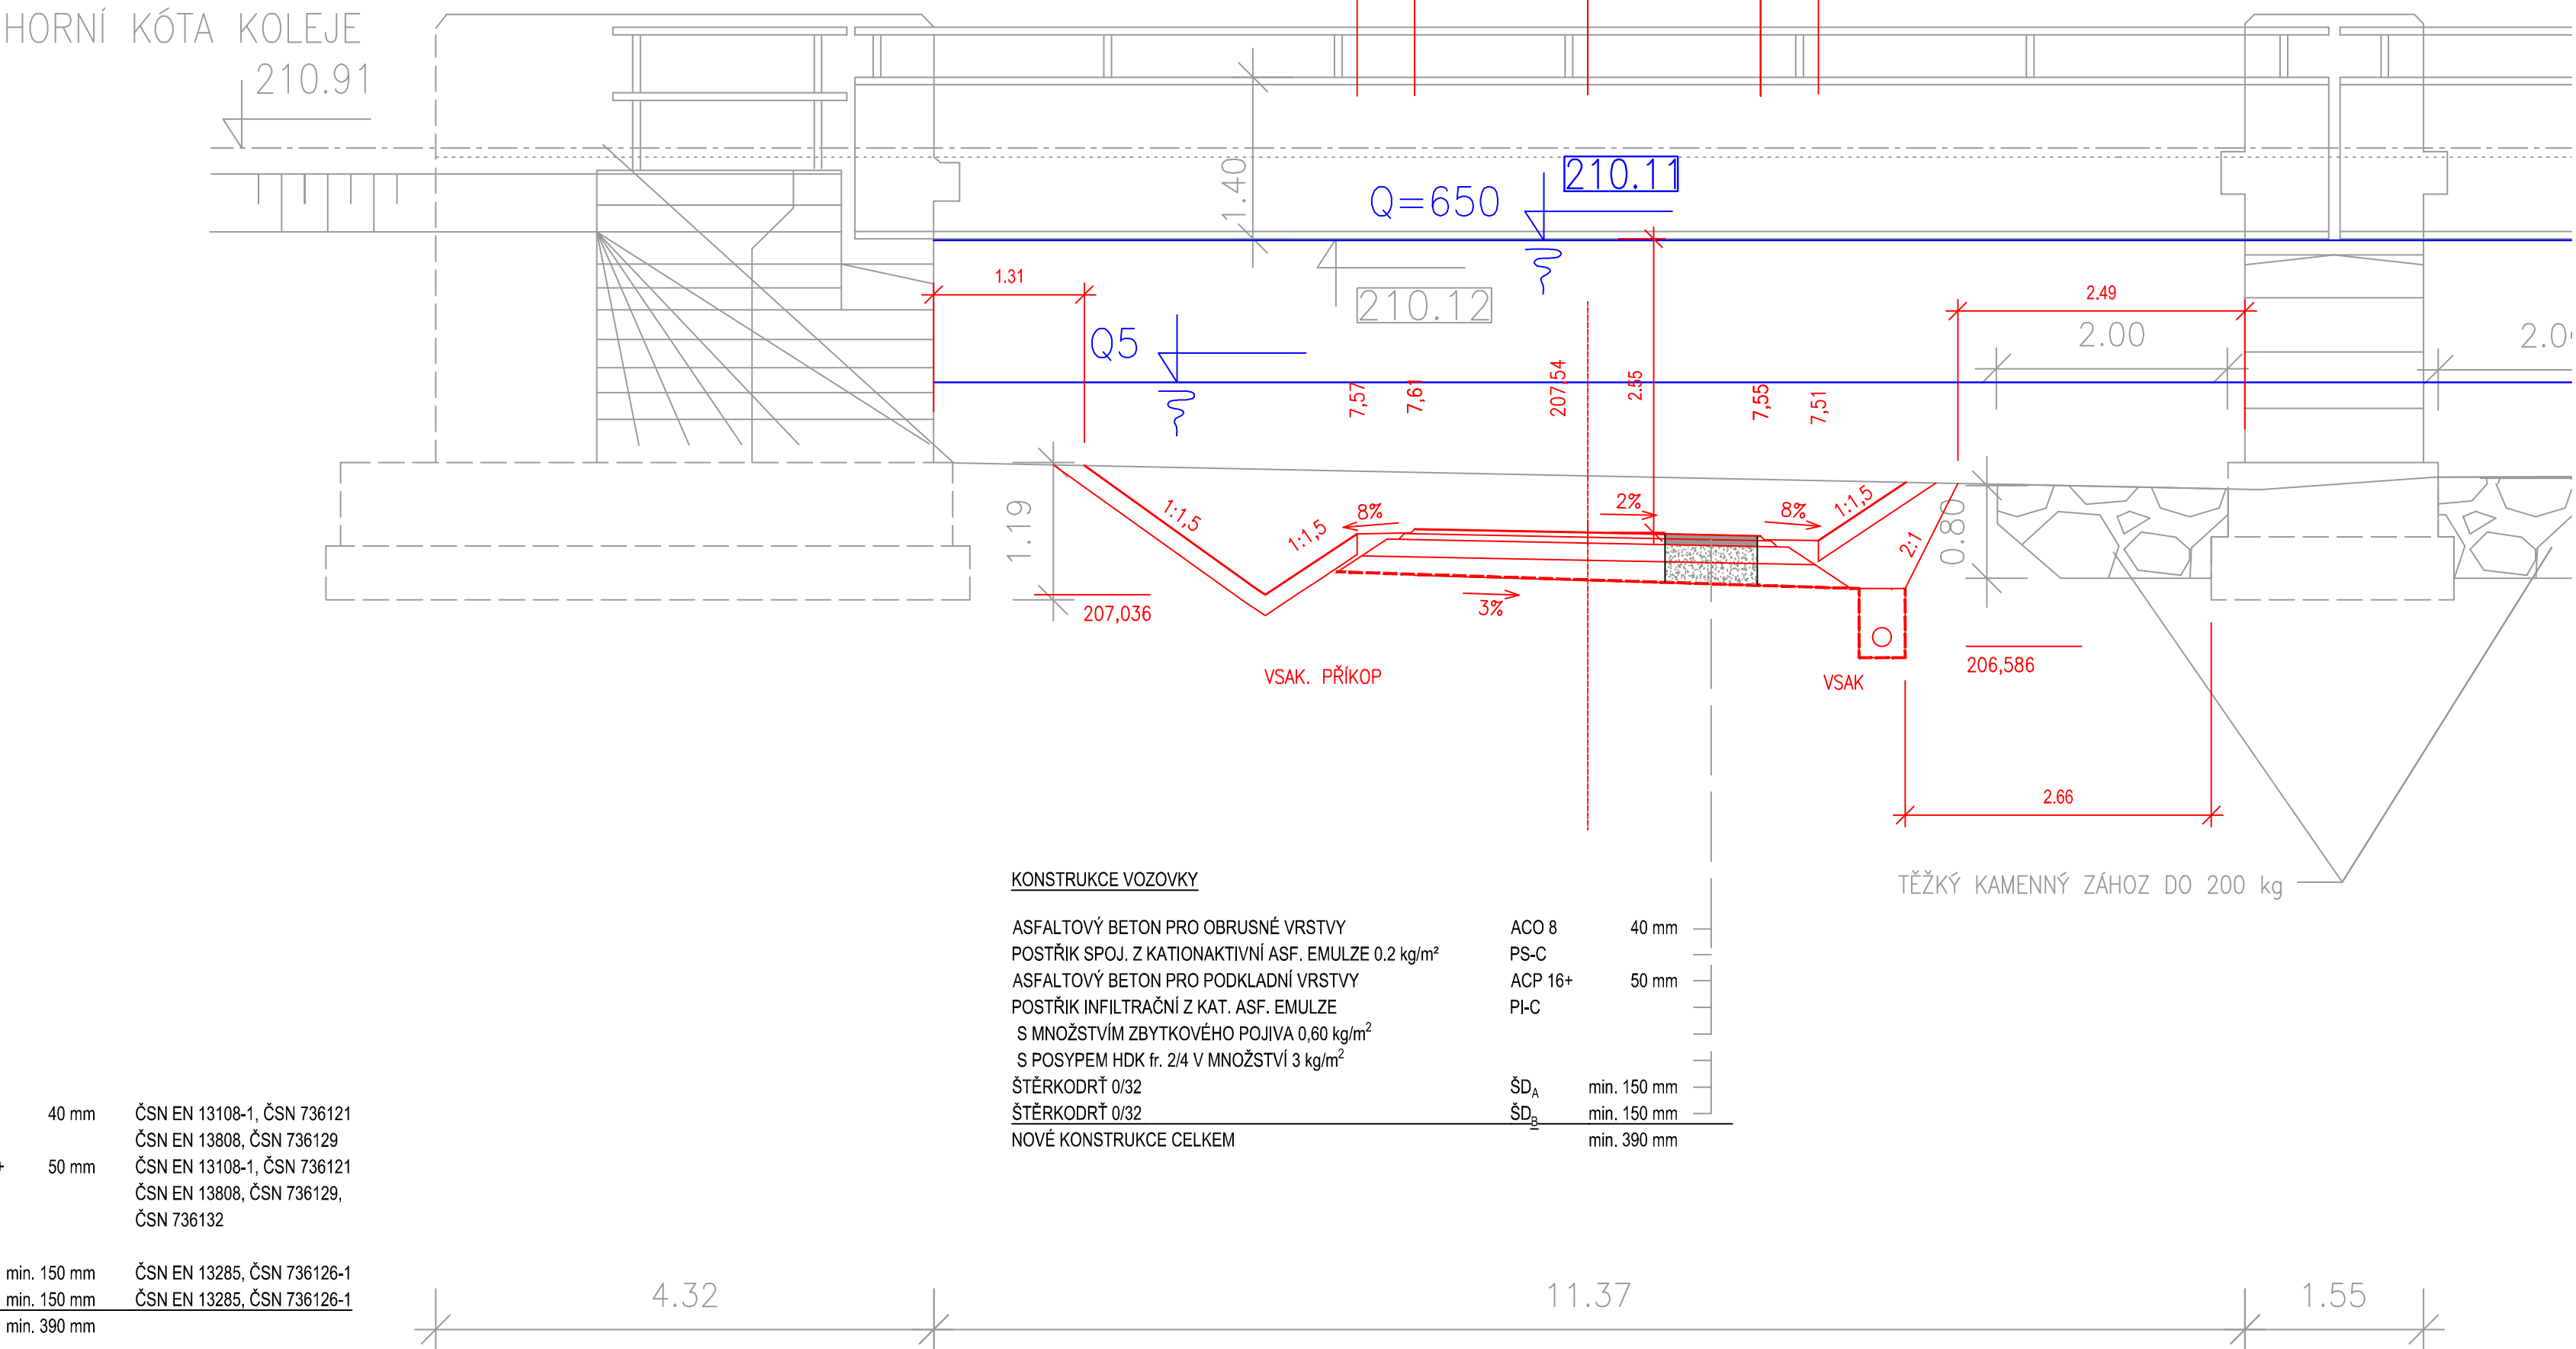 HORNÍ KÓTA KOLEJE
210.91
1.40
Q=650
210.11
210.12
1.31
2.49
2.00
Q5
7,57
7,61
207,54
2.55
7,55
7,51
1.19
1:1,5
1:1,5
8%
2%
8%
1:1,5
2:1
0.80
207,036
3%
VSAK. PŘÍKOP
VSAK
206,586
2.66
TĚŽKÝ KAMENNÝ ZÁHOZ DO 200 kg
KONSTRUKCE VOZOVKY
ASFALTOVÝ BETON PRO OBRUSNÉ VRSTVY ACO 8 40 mm
POSTŘIK SPOJ. Z KATIONAKTIVNÍ ASF. EMULZE 0.2 kg/m² PS-C
ASFALTOVÝ BETON PRO PODKLADNÍ VRSTVY ACP 16+ 50 mm
POSTŘIK INFILTRAČNÍ Z KAT. ASF. EMULZE PI-C
S MNOŽSTVÍM ZBYTKOVÉHO POJIVA 0,60 kg/m²
S POSYPEM HDK fr. 2/4 V MNOŽSTVÍ 3 kg/m²
ŠTĚRKODRŤ 0/32 ŠDA min. 150 mm
ŠTĚRKODRŤ 0/32 ŠDB min. 150 mm
NOVÉ KONSTRUKCE CELKEM min. 390 mm
40 mm ČSN EN 13108-1, ČSN 736121
ČSN EN 13808, ČSN 736129
+ 50 mm ČSN EN 13108-1, ČSN 736121
ČSN EN 13808, ČSN 736129,
ČSN 736132
min. 150 mm ČSN EN 13285, ČSN 736126-1
min. 150 mm ČSN EN 13285, ČSN 736126-1
min. 390 mm
4.32
11.37
1.55